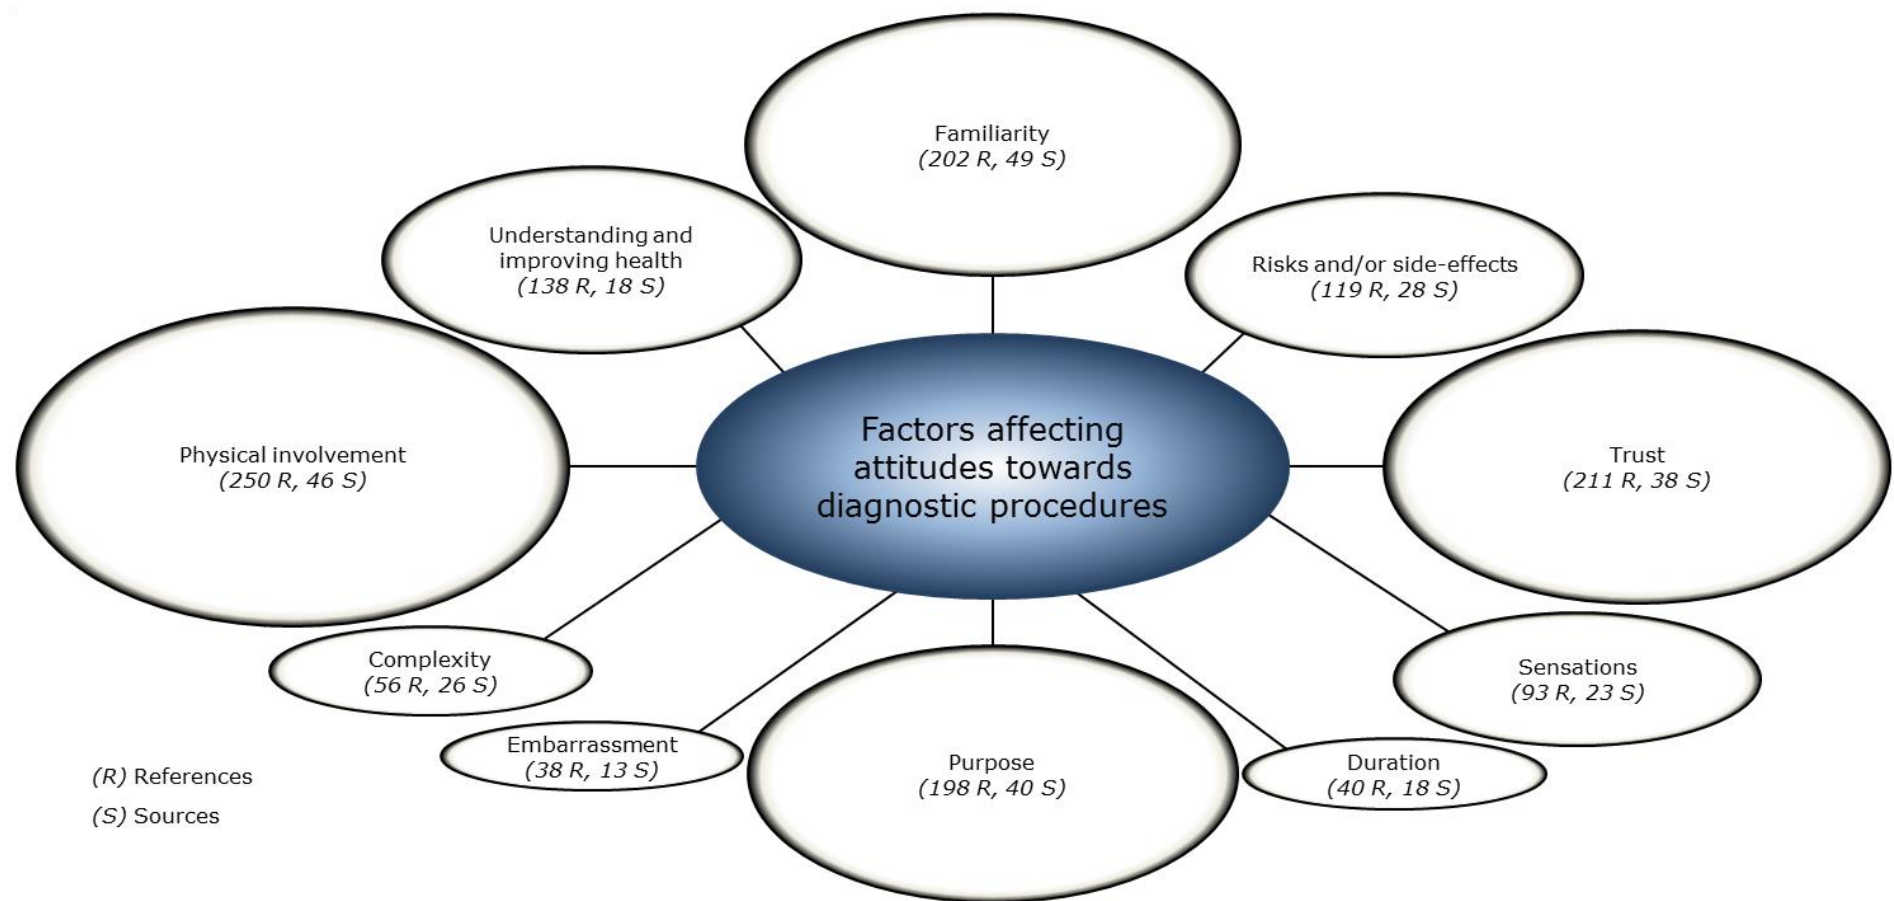 Familiarity
(202 R, 49 S)
Understanding and
improving health
(138 R, 18 S)
Risks and/or side-effects
(119 R, 28 S)
Physical involvement
(250 R, 46 S)
Factors affecting
attitudes towards
diagnostic procedures
Trust
(211 R, 38 S)
Complexity
(56 R, 26 S)
Sensations
(93 R, 23 S)
Embarrassment
(38 R, 13 S)
Purpose
(198 R, 40 S)
Duration
(40 R, 18 S)
(R) References
(S) Sources